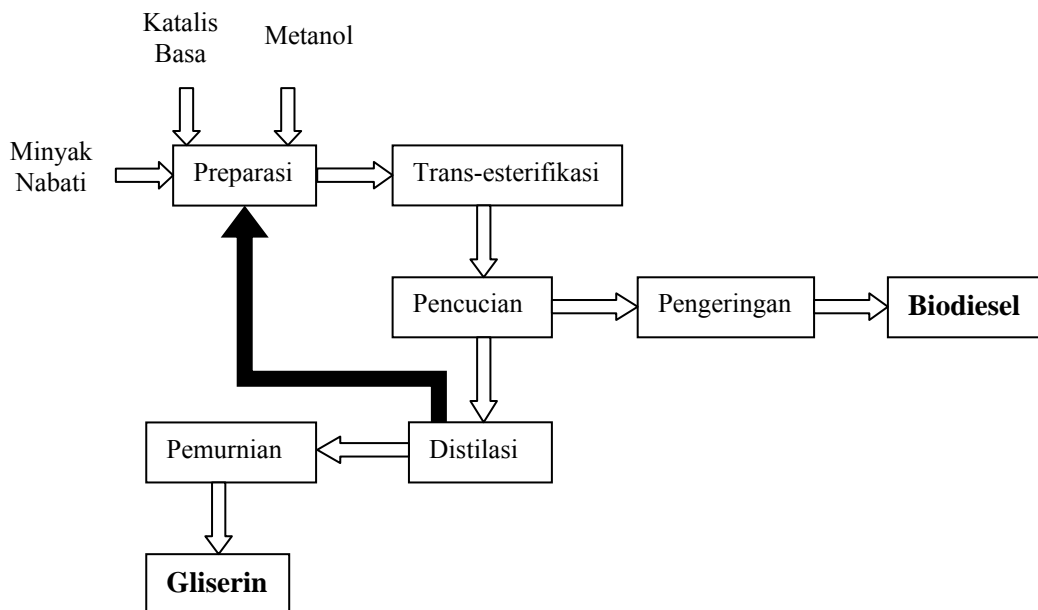 Katalis
Basa
Metanol
Minyak
Nabati
Preparasi
Trans-esterifikasi
Pencucian
Pengeringan
Biodiesel
Pemurnian
Distilasi
Gliserin